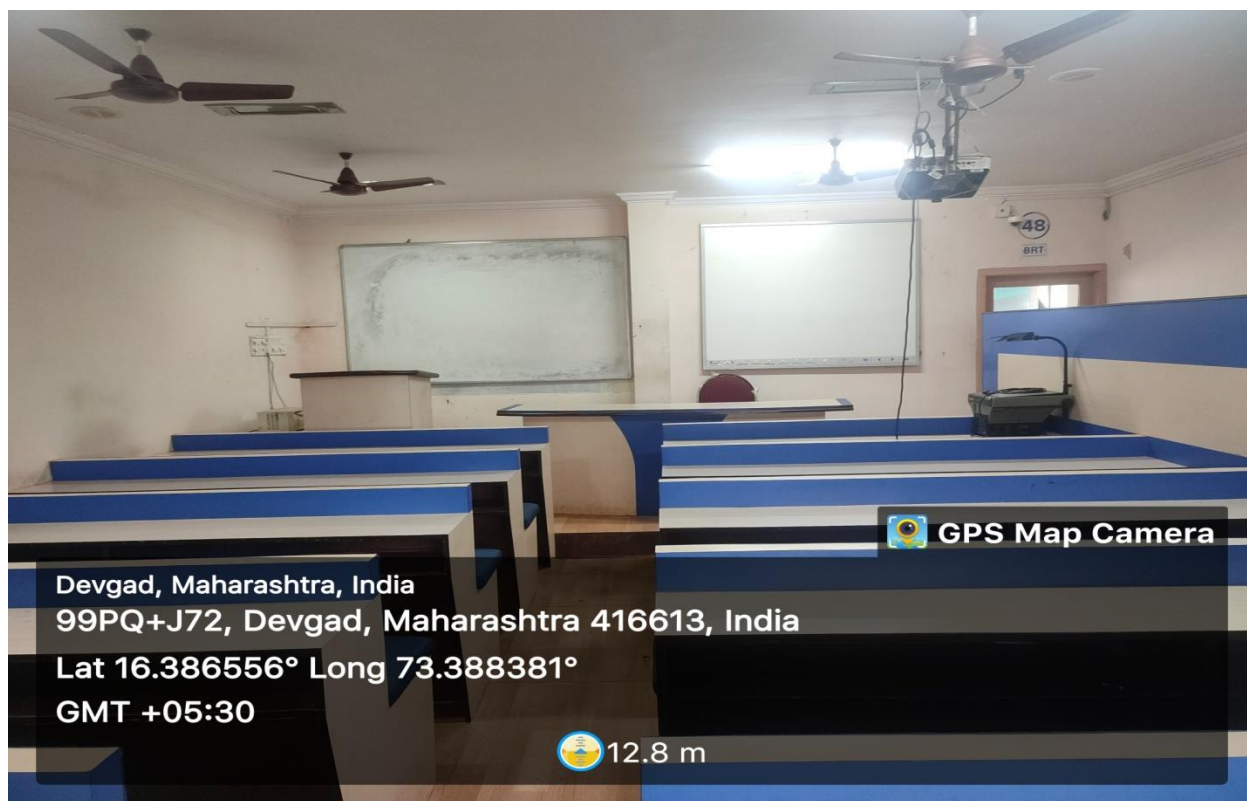 48
BRT
GPS Map Camera
Devgad, Maharashtra, India
99PQ+J72, Devgad, Maharashtra 416613, India
Lat 16.386556° Long 73.388381°
GMT +05:30
12.8 m